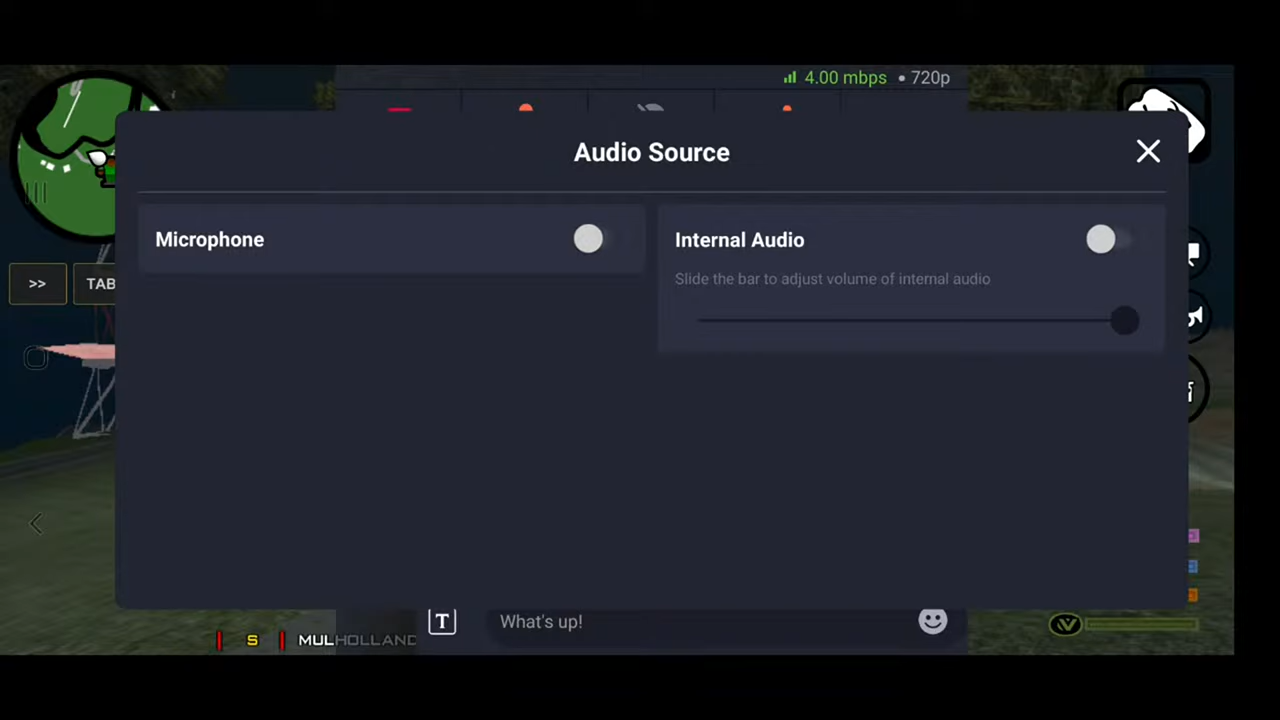 4.00 mbps • 720p
Audio Source
Microphone
Internal Audio
Slide the bar to adjust volume of internal audio
>>
TAB
T
What's up!
S
MULHOLLAND